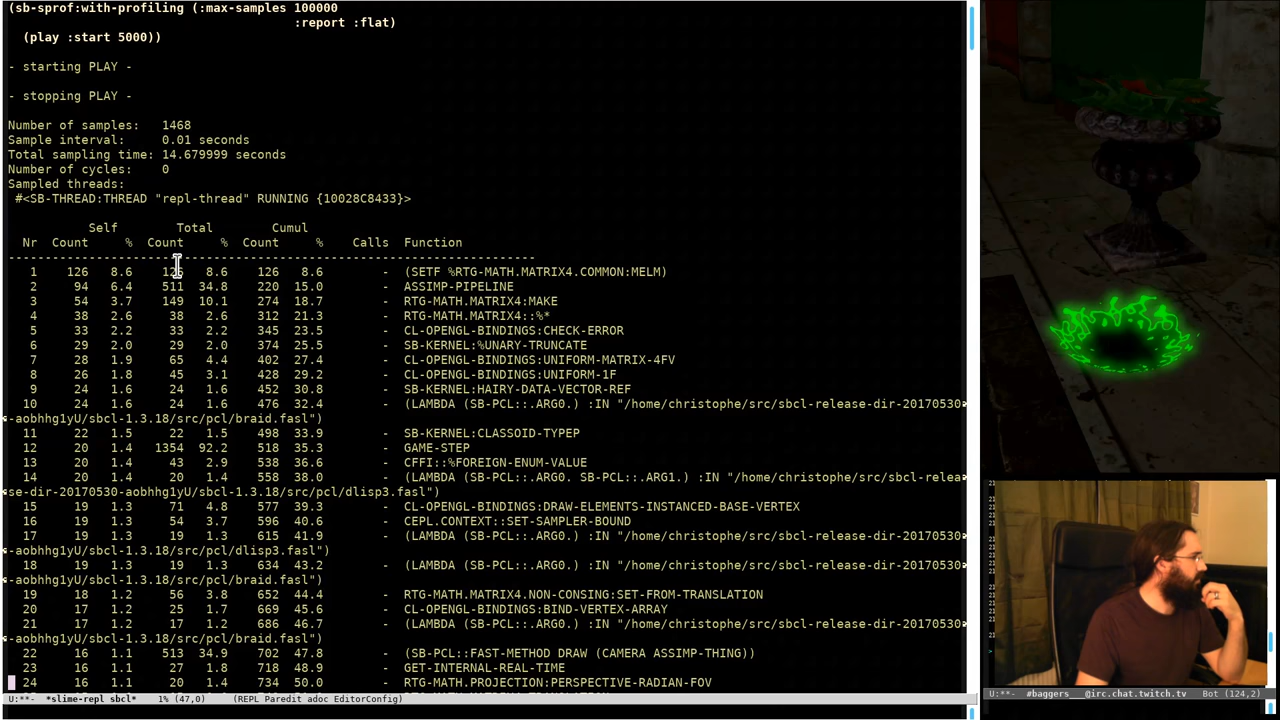 (sb-sprof:with-profiling (:max-samples 100000
:report :flat)
(play :start 5000))
- starting PLAY -
- stopping PLAY -
Number of samples:   1468
Sample interval:     0.01 seconds
Total sampling time: 14.679999 seconds
Number of cycles:    0
Sampled threads:
#<SB-THREAD:THREAD "repl-thread" RUNNING {10028C8433}>
Self        Total        Cumul
Nr  Count     %  Count     %  Count     %    Calls  Function
------------------------------------------------------------------------
1    126   8.6    126   8.6    126   8.6        -  (SETF %RTG-MATH.MATRIX4.COMMON:MELM)
2     94   6.4    511  34.8    220  15.0        -  ASSIMP-PIPELINE
3     54   3.7    149  10.1    274  18.7        -  RTG-MATH.MATRIX4:MAKE
4     38   2.6     38   2.6    312  21.3        -  RTG-MATH.MATRIX4::%*
5     33   2.2     33   2.2    345  23.5        -  CL-OPENGL-BINDINGS:CHECK-ERROR
6     29   2.0     29   2.0    374  25.5        -  SB-KERNEL:%UNARY-TRUNCATE
7     28   1.9     65   4.4    402  27.4        -  CL-OPENGL-BINDINGS:UNIFORM-MATRIX-4FV
8     26   1.8     45   3.1    428  29.2        -  CL-OPENGL-BINDINGS:UNIFORM-1F
9     24   1.6     24   1.6    452  30.8        -  SB-KERNEL:HAIRY-DATA-VECTOR-REF
10     24   1.6     24   1.6    476  32.4        -  (LAMBDA (SB-PCL::.ARG0.) :IN "/home/christophe/src/sbcl-release-dir-20170530
-aobhhg1yU/sbcl-1.3.18/src/pcl/braid.fasl")
11     22   1.5     22   1.5    498  33.9        -  SB-KERNEL:CLASSOID-TYPEP
12     20   1.4   1354  92.2    518  35.3        -  GAME-STEP
13     20   1.4     43   2.9    538  36.6        -  CFFI::%FOREIGN-ENUM-VALUE
14     20   1.4     20   1.4    558  38.0        -  (LAMBDA (SB-PCL::.ARG0. SB-PCL::.ARG1.) :IN "/home/christophe/src/sbcl-relea
se-dir-20170530-aobhhg1yU/sbcl-1.3.18/src/pcl/dlisp3.fasl")
15     19   1.3     71   4.8    577  39.3        -  CL-OPENGL-BINDINGS:DRAW-ELEMENTS-INSTANCED-BASE-VERTEX
16     19   1.3     54   3.7    596  40.6        -  CEPL.CONTEXT::SET-SAMPLER-BOUND
17     19   1.3     19   1.3    615  41.9        -  (LAMBDA (SB-PCL::.ARG0.) :IN "/home/christophe/src/sbcl-release-dir-20170530
-aobhhg1yU/sbcl-1.3.18/src/pcl/dlisp3.fasl")
18     19   1.3     19   1.3    634  43.2        -  (LAMBDA (SB-PCL::.ARG0.) :IN "/home/christophe/src/sbcl-release-dir-20170530
-aobhhg1yU/sbcl-1.3.18/src/pcl/braid.fasl")
19     18   1.2     56   3.8    652  44.4        -  RTG-MATH.MATRIX4.NON-CONSING:SET-FROM-TRANSLATION
20     17   1.2     25   1.7    669  45.6        -  CL-OPENGL-BINDINGS:BIND-VERTEX-ARRAY
21     17   1.2     17   1.2    686  46.7        -  (LAMBDA (SB-PCL::.ARG0.) :IN "/home/christophe/src/sbcl-release-dir-20170530
-aobhhg1yU/sbcl-1.3.18/src/pcl/braid.fasl")
22     16   1.1    513  34.9    702  47.8        -  (SB-PCL::FAST-METHOD DRAW (CAMERA ASSIMP-THING))
23     16   1.1     27   1.8    718  48.9        -  GET-INTERNAL-REAL-TIME
24     16   1.1     20   1.4    734  50.0        -  RTG-MATH.PROJECTION:PERSPECTIVE-RADIAN-FOV
U:**-  *slime-repl sbcl*   1% (47,0)     (REPL Paredit adoc EditorConfig)
U:**-  #baggers___@irc.chat.twitch.tv   Bot (124,2)